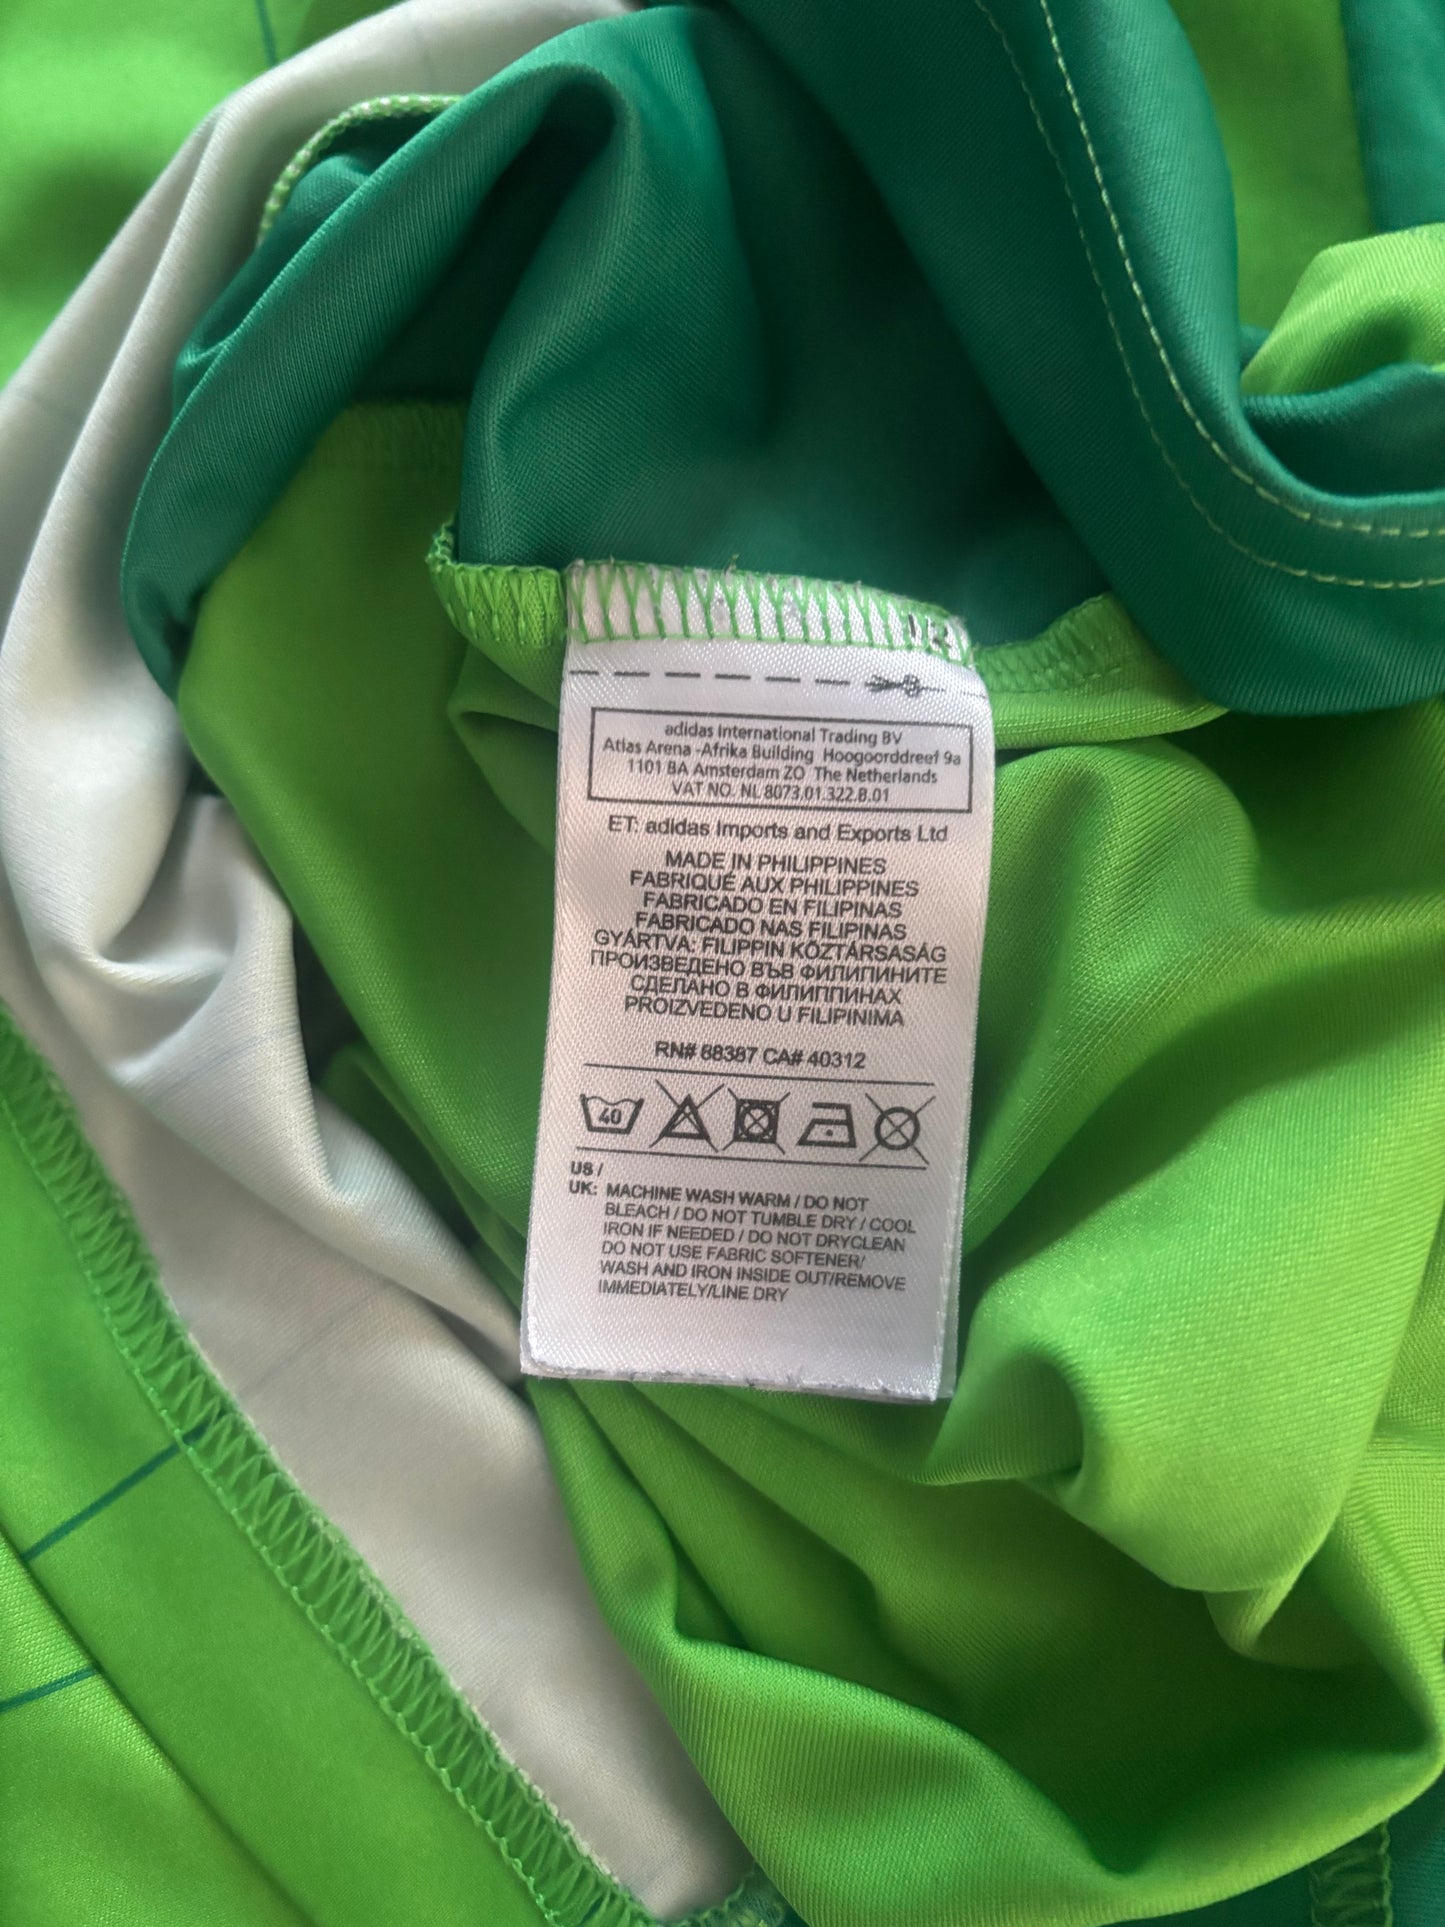 adidas International Trading BV
Atlas Arena -Afrika Building Hoogoorddreef 9a
1101 BA Amsterdam ZO The Netherlands
VAT NO. NL 8073.01.322.B.01
ET: adidas Imports and Exports Ltd
MADE IN PHILIPPINES
FABRIQUÉ AUX PHILIPPINES
FABRICADO EN FILIPINAS
FABRICADO NAS FILIPINAS
GYÁRTVA: FILIPPIN KÖZTÁRSASÁG
ПРОИЗВЕДЕНО ВЪВ ФИЛИПИНИТЕ
СДЕЛАНО В ФИЛИППИНАХ
PROIZVEDENO U FILIPINIMA
RN# 88387 CA# 40312
40
US /
UK: MACHINE WASH WARM / DO NOT
BLEACH / DO NOT TUMBLE DRY / COOL
IRON IF NEEDED / DO NOT DRYCLEAN
DO NOT USE FABRIC SOFTENER/
WASH AND IRON INSIDE OUT/REMOVE
IMMEDIATELY/LINE DRY